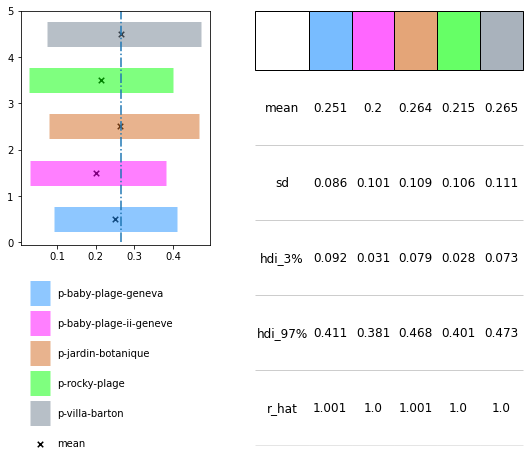 5
4
3
2
1
0
0.1 0.2 0.3 0.4
p-baby-plage-geneva
p-baby-plage-ii-geneve
p-jardin-botanique
p-rocky-plage
p-villa-barton
mean
mean 0.251 0.2 0.264 0.215 0.265
sd 0.086 0.101 0.109 0.106 0.111
hdi_3% 0.092 0.031 0.079 0.028 0.073
hdi_97% 0.411 0.381 0.468 0.401 0.473
r_hat 1.001 1.0 1.001 1.0 1.0